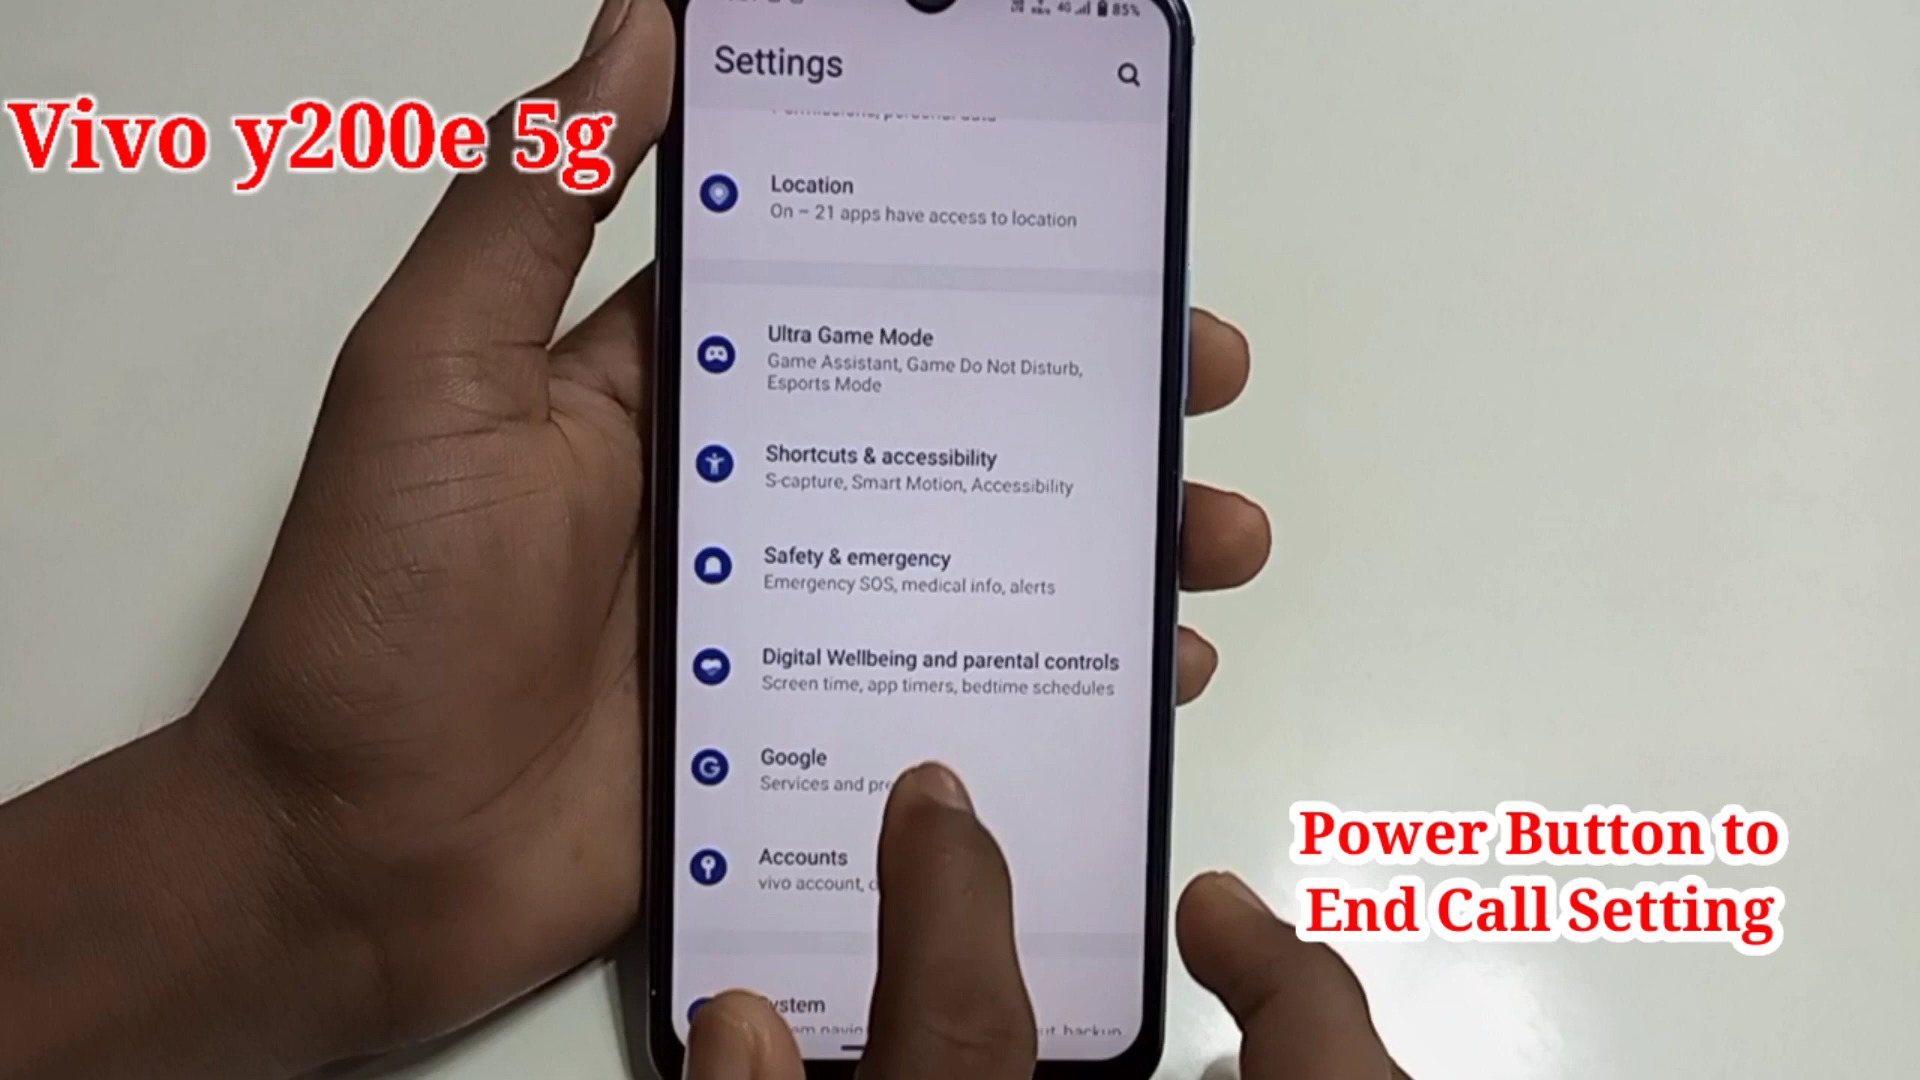 4G 85%
Settings
Vivo y200e 5g
Location
On – 21 apps have access to location
Ultra Game Mode
Game Assistant, Game Do Not Disturb,
Esports Mode
Shortcuts & accessibility
S-capture, Smart Motion, Accessibility
Safety & emergency
Emergency SOS, medical info, alerts
Digital Wellbeing and parental controls
Screen time, app timers, bedtime schedules
Google
Services and
Accounts
vivo account,
Power Button to
End Call Setting